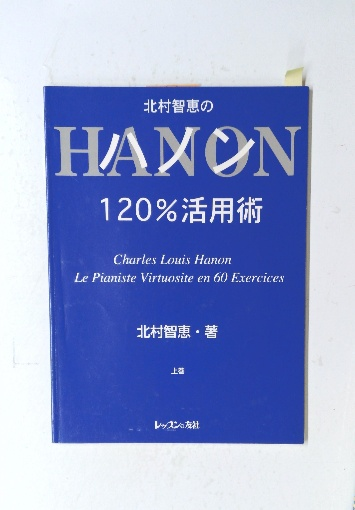 北村智恵の
HANON
ハノン
120%活用術
Charles Louis Hanon
Le Pianiste Virtuosite en 60 Exercices
北村智恵・著
上巻
レッスンの友社